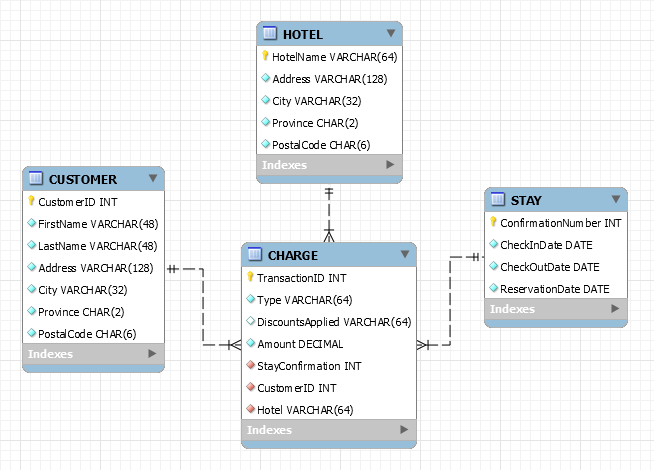 HOTEL
HotelName VARCHAR(64)
Address VARCHAR(128)
City VARCHAR(32)
Province CHAR(2)
PostalCode CHAR(6)
Indexes
CUSTOMER
CustomerID INT
FirstName VARCHAR(48)
LastName VARCHAR(48)
Address VARCHAR(128)
City VARCHAR(32)
Province CHAR(2)
PostalCode CHAR(6)
Indexes
CHARGE
TransactionID INT
Type VARCHAR(64)
DiscountsApplied VARCHAR(64)
Amount DECIMAL
StayConfirmation INT
CustomerID INT
Hotel VARCHAR(64)
Indexes
STAY
ConfirmationNumber INT
CheckInDate DATE
CheckOutDate DATE
ReservationDate DATE
Indexes